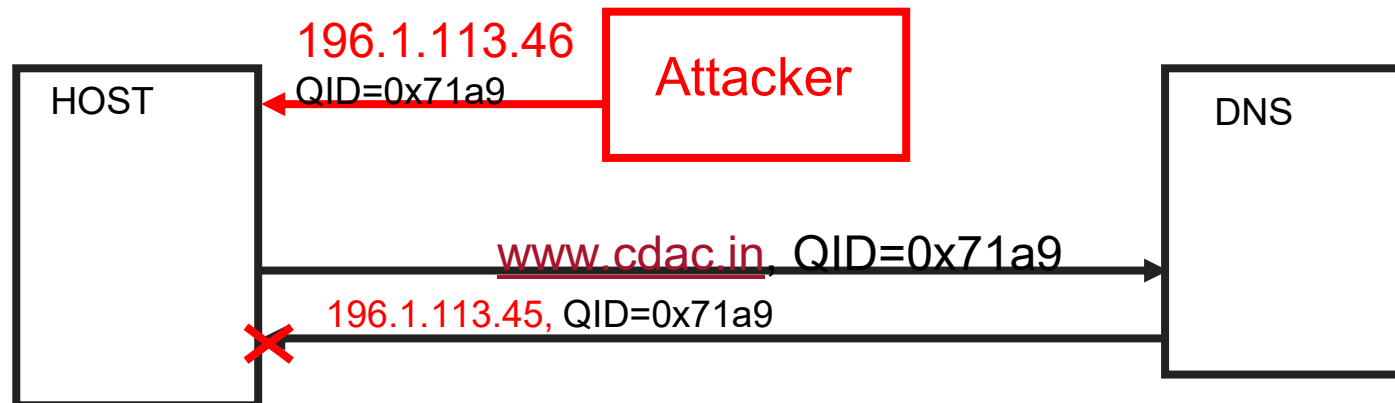 196.1.113.46
QID=0x71a9
Attacker
HOST
DNS
www.cdac.in, QID=0x71a9
196.1.113.45, QID=0x71a9